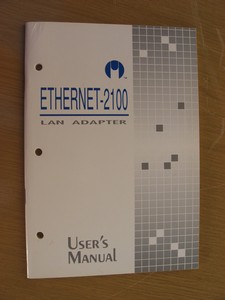 ETHERNET-2100
LAN ADAPTER
USER'S
MANUAL